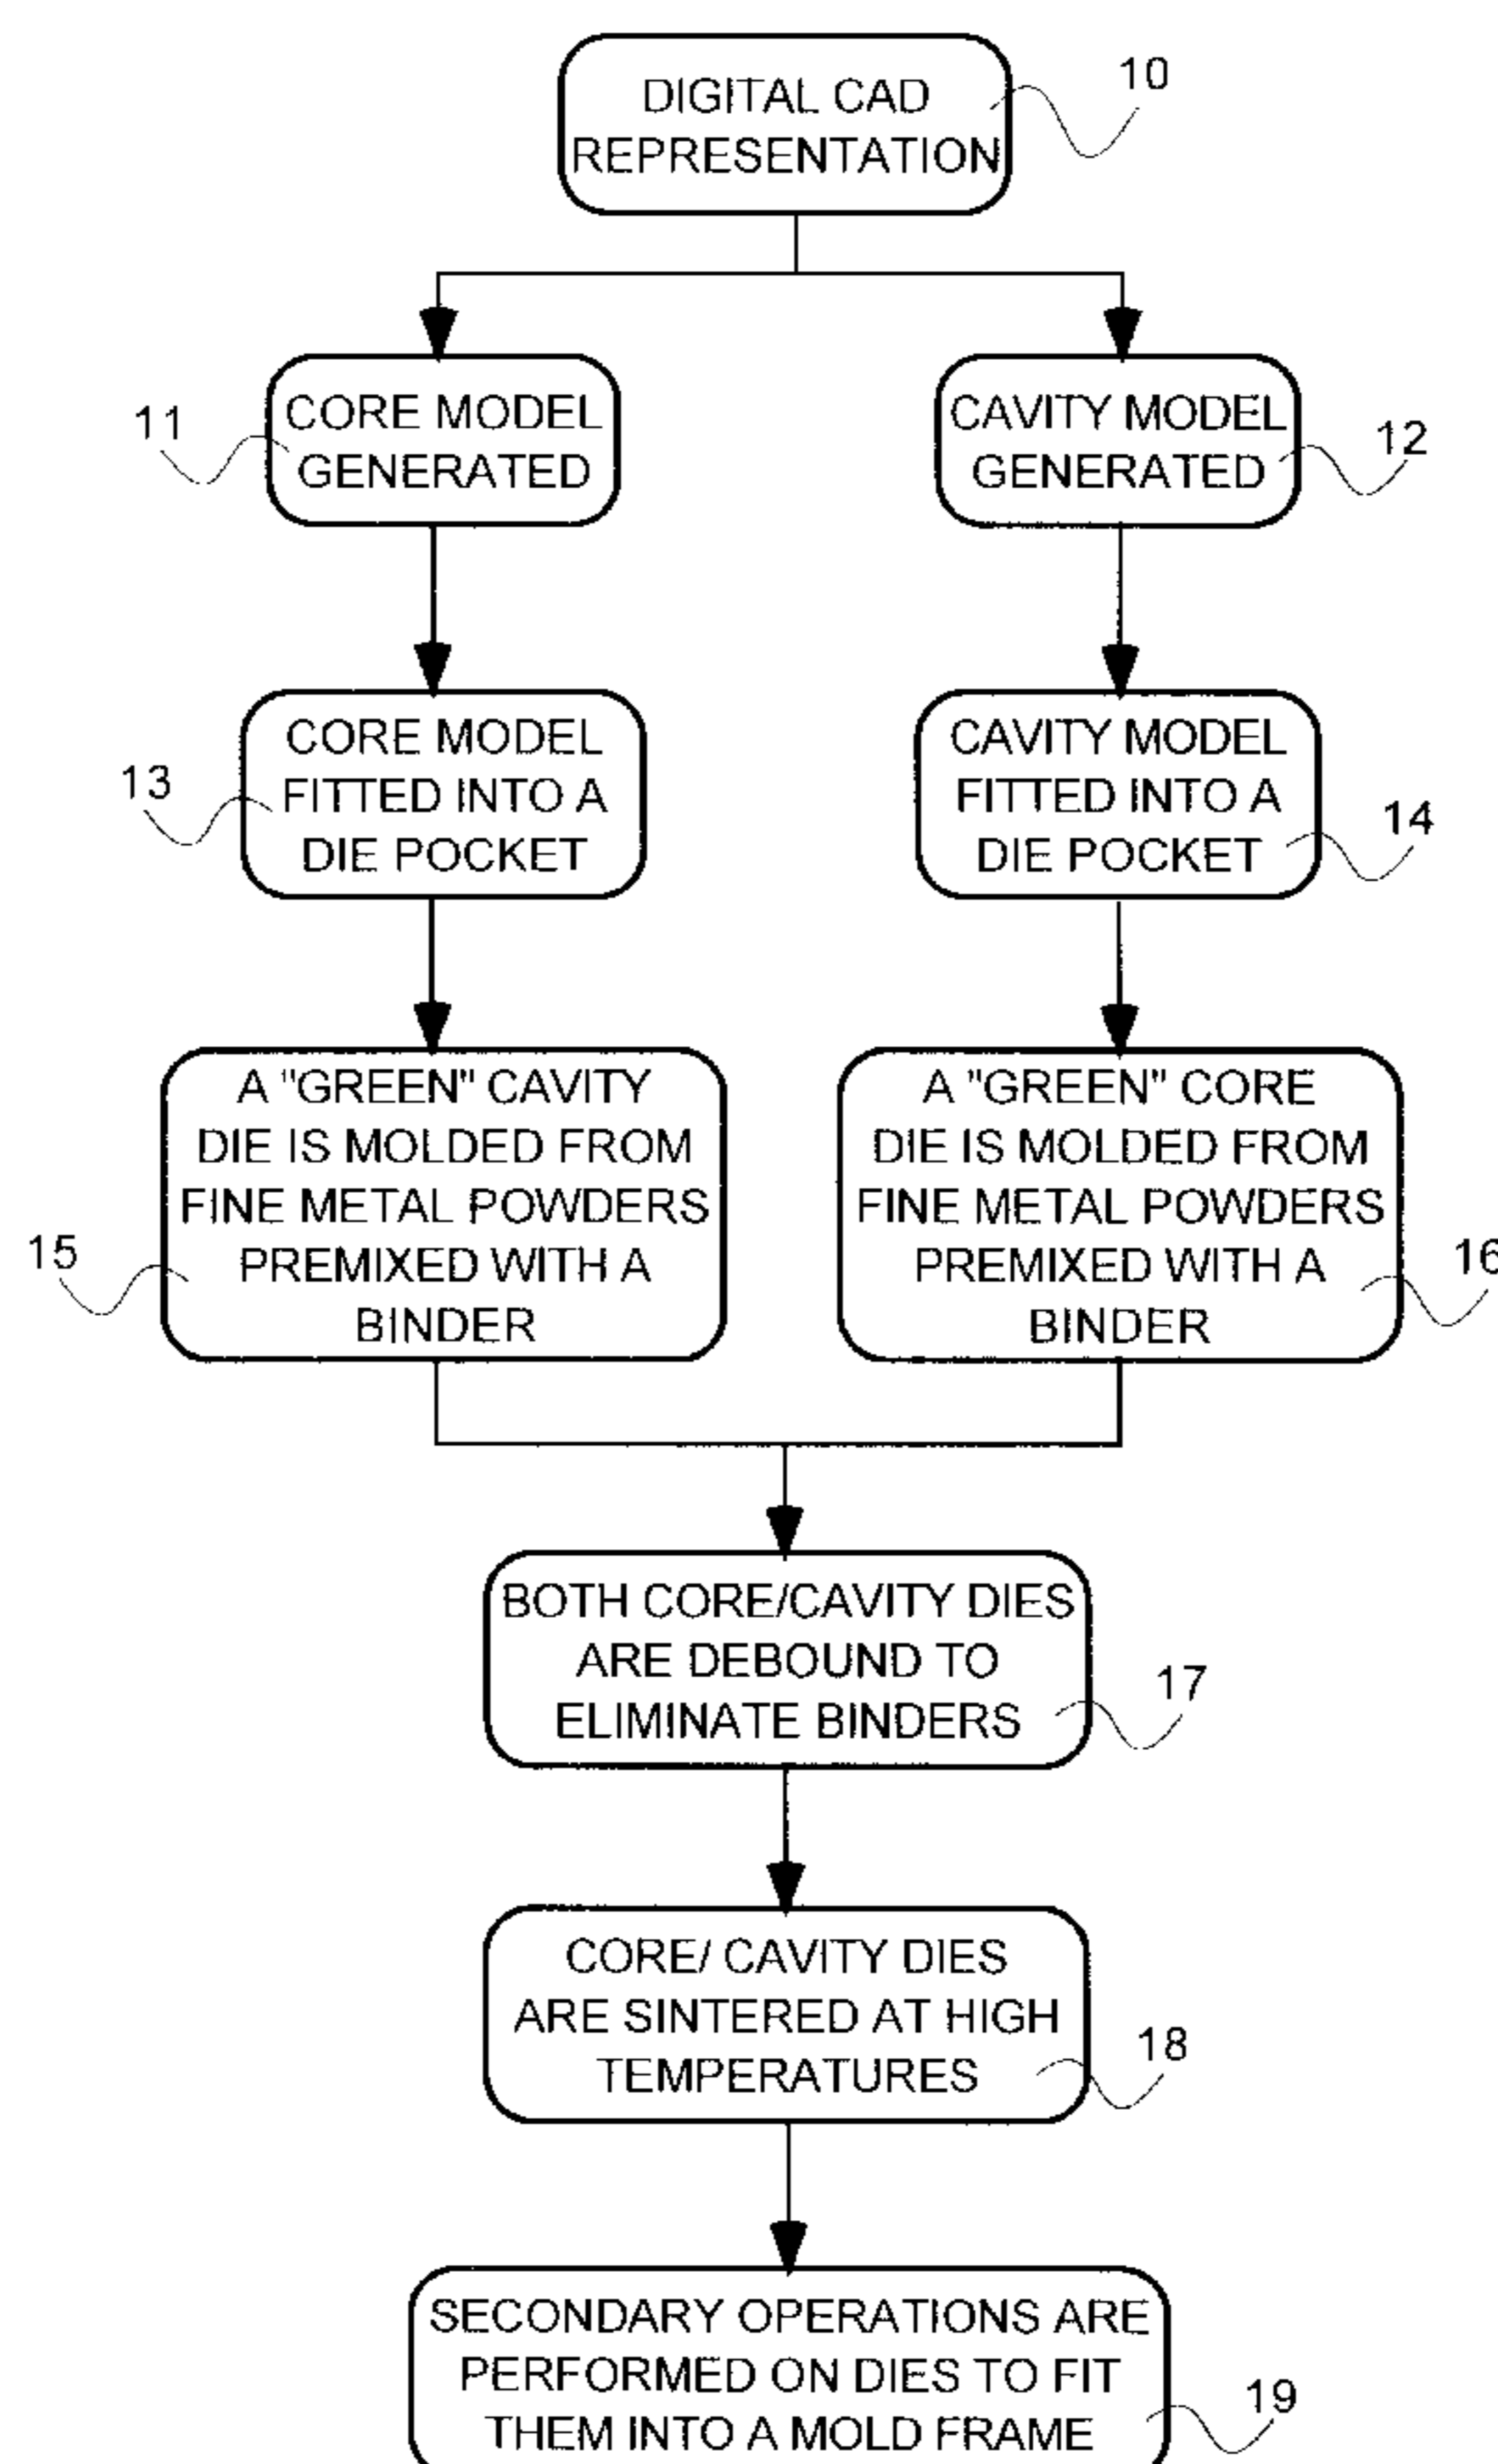 DIGITAL CAD
REPRESENTATION
10
CORE MODEL
GENERATED
11
CAVITY MODEL
GENERATED
12
CORE MODEL
FITTED INTO A
DIE POCKET
13
CAVITY MODEL
FITTED INTO A
DIE POCKET
14
A "GREEN" CAVITY
DIE IS MOLDED FROM
FINE METAL POWDERS
PREMIXED WITH A
BINDER
15
A "GREEN" CORE
DIE IS MOLDED FROM
FINE METAL POWDERS
PREMIXED WITH A
BINDER
16
BOTH CORE/CAVITY DIES
ARE DEBOUND TO
ELIMINATE BINDERS
17
CORE/ CAVITY DIES
ARE SINTERED AT HIGH
TEMPERATURES
18
SECONDARY OPERATIONS ARE
PERFORMED ON DIES TO FIT
THEM INTO A MOLD FRAME
19